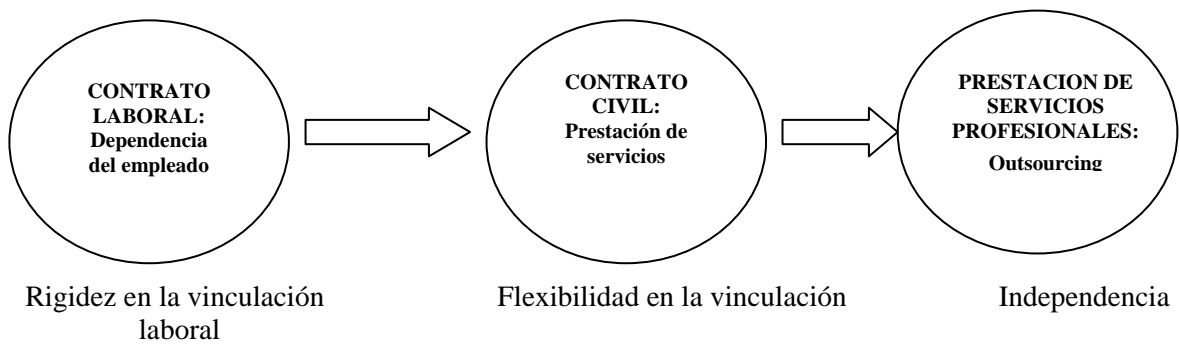 CONTRATO
LABORAL:
Dependencia
del empleado
CONTRATO
CIVIL:
Prestación de
servicios
PRESTACION DE
SERVICIOS
PROFESIONALES:
Outsourcing
Rigidez en la vinculación
laboral
Flexibilidad en la vinculación
Independencia